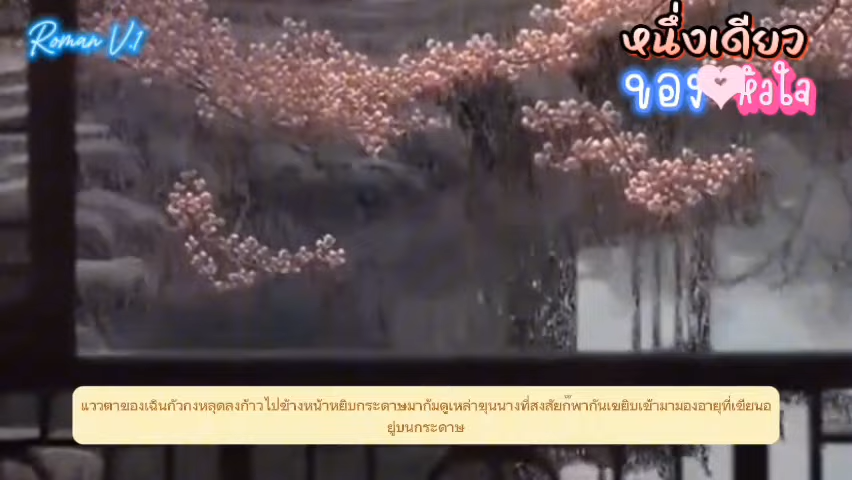 Roman V.1
หนึ่งเดียว
ของ หัวใจ
แววตาของเฉินกัวกงหลุดลงก้าวไปข้างหน้าหยิบกระดาษมาก้มดูเหล่าขุนนางที่สงสัยก็พากันเขยิบเข้ามามองอายุที่เขียนอ
ยู่บนกระดาษ